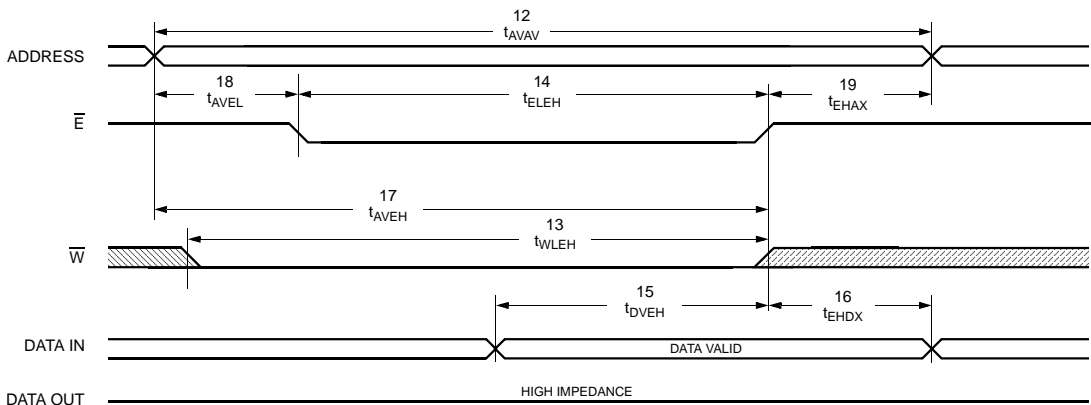 12
tAVAV
ADDRESS
18
tAVEL
14
tELEH
19
tEHAX
E̅
17
tAVEH
13
tWLEH
W̅
15
tDVEH
16
tEHDX
DATA IN
DATA VALID
DATA OUT
HIGH IMPEDANCE